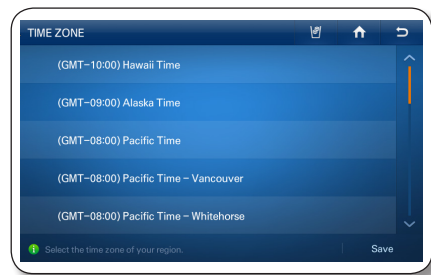 TIME ZONE
(GMT-10:00) Hawaii Time
(GMT-09:00) Alaska Time
(GMT-08:00) Pacific Time
(GMT-08:00) Pacific Time - Vancouver
(GMT-08:00) Pacific Time - Whitehorse
Select the time zone of your region.
Save